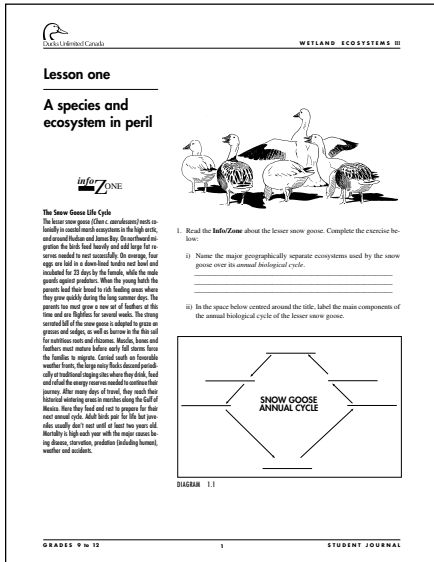 Ducks Unlimited Canada
WETLAND ECOSYSTEMS III
Lesson one
A species and
ecosystem in peril
info
ZONE
The Snow Goose Life Cycle
The lesser snow goose (Chen c. caerulescens) nests co-
lonially in coastal marsh ecosystems in the high arctic,
and around Hudson and James Bay. On northward mi-
gration the birds feed heavily and add large fat re-
serves needed to nest successfully. On average, four
eggs are laid in a down-lined tundra nest bowl and
incubated for 23 days by the female, while the male
guards against predators. When the young hatch the
parents lead their brood to rich feeding areas where
they grow quickly during the long summer days. The
parents too must grow a new set of feathers at this
time and are flightless for several weeks. The strong
serrated bill of the snow goose is adapted to graze on
grasses and sedges, as well as burrow in the thin soil
for nutritious roots and rhizomes. Muscles, bones and
feathers must mature before early fall storms force
the families to migrate. Carried south on favorable
weather fronts, the large noisy flocks descend periodi-
cally at traditional staging sites where they drink, feed
and refuel the energy reserves needed to continue their
journey. After many days of travel, they reach their
historical wintering areas in marshes along the Gulf of
Mexico. Here they feed and rest to prepare for their
next annual cycle. Adult birds pair for life but juve-
niles usually don't nest until at least two years old.
Mortality is high each year with the major causes be-
ing disease, starvation, predation (including human),
weather and accidents.
1. Read the Info/Zone about the lesser snow goose. Complete the exercise be-
low:
i) Name the major geographically separate ecosystems used by the snow
goose over its annual biological cycle.
ii) In the space below centred around the title, label the main components of
the annual biological cycle of the lesser snow goose.
SNOW GOOSE
ANNUAL CYCLE
DIAGRAM 1.1
GRADES 9 to 12
1
STUDENT JOURNAL